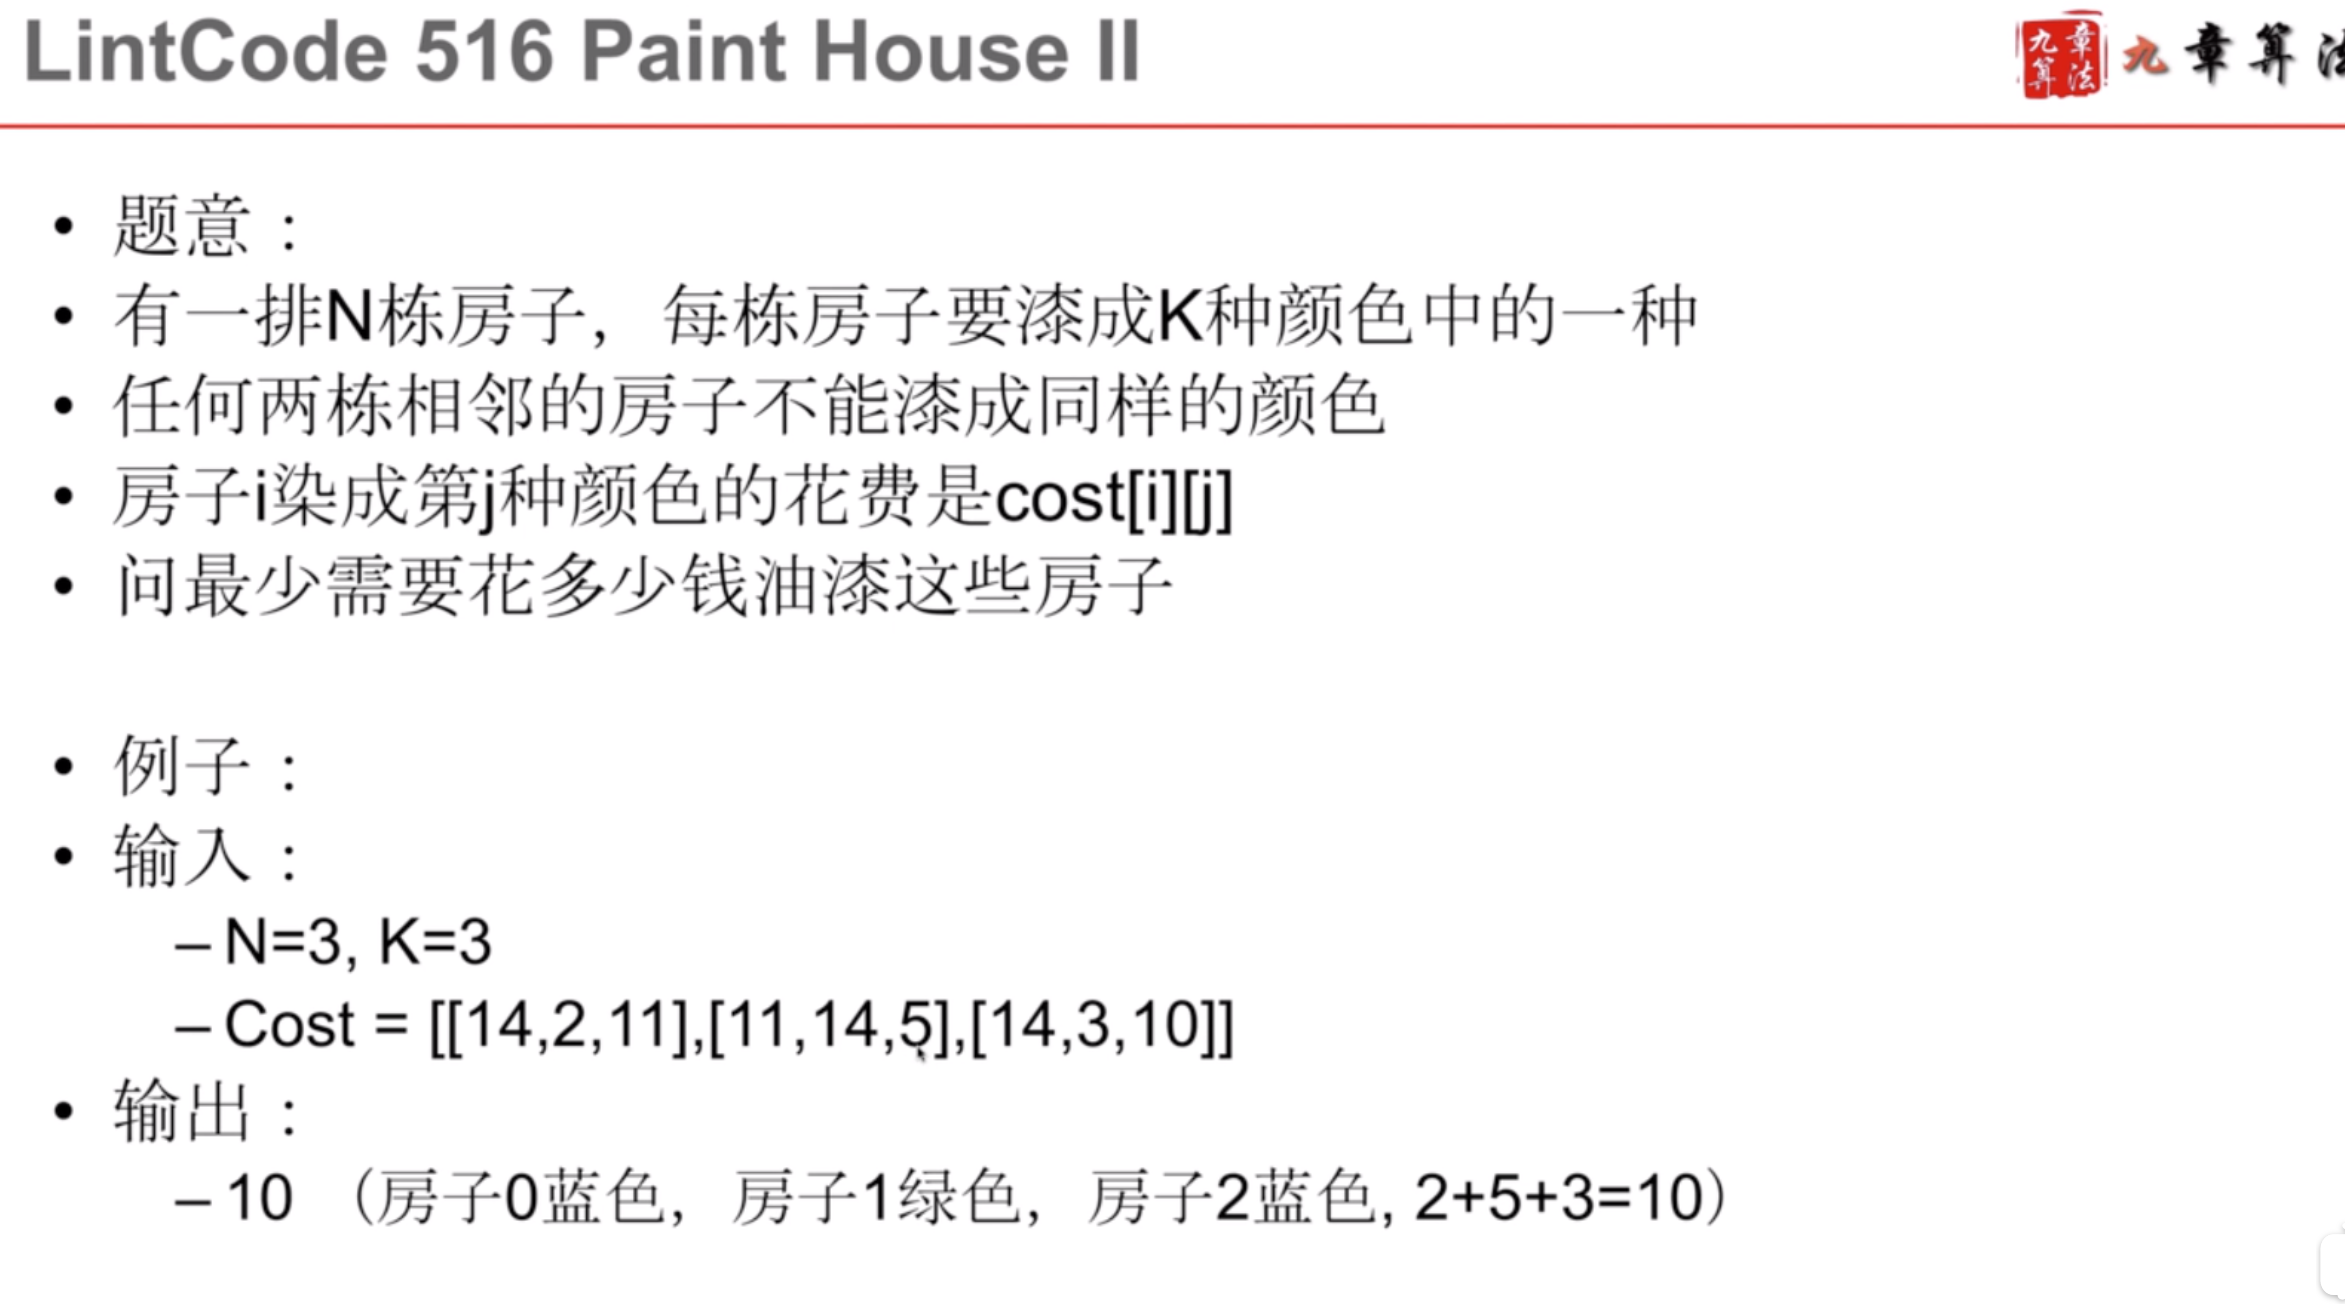 LintCode 516 Paint House II
九章算法
九章算法
• 题意：
• 有一排N栋房子，每栋房子要漆成K种颜色中的一种
• 任何两栋相邻的房子不能漆成同样的颜色
• 房子i染成第j种颜色的花费是cost[i][j]
• 问最少需要花多少钱油漆这些房子
• 例子：
• 输入：
– N=3, K=3
– Cost = [[14,2,11],[11,14,5],[14,3,10]]
• 输出：
– 10 （房子0蓝色，房子1绿色，房子2蓝色, 2+5+3=10）